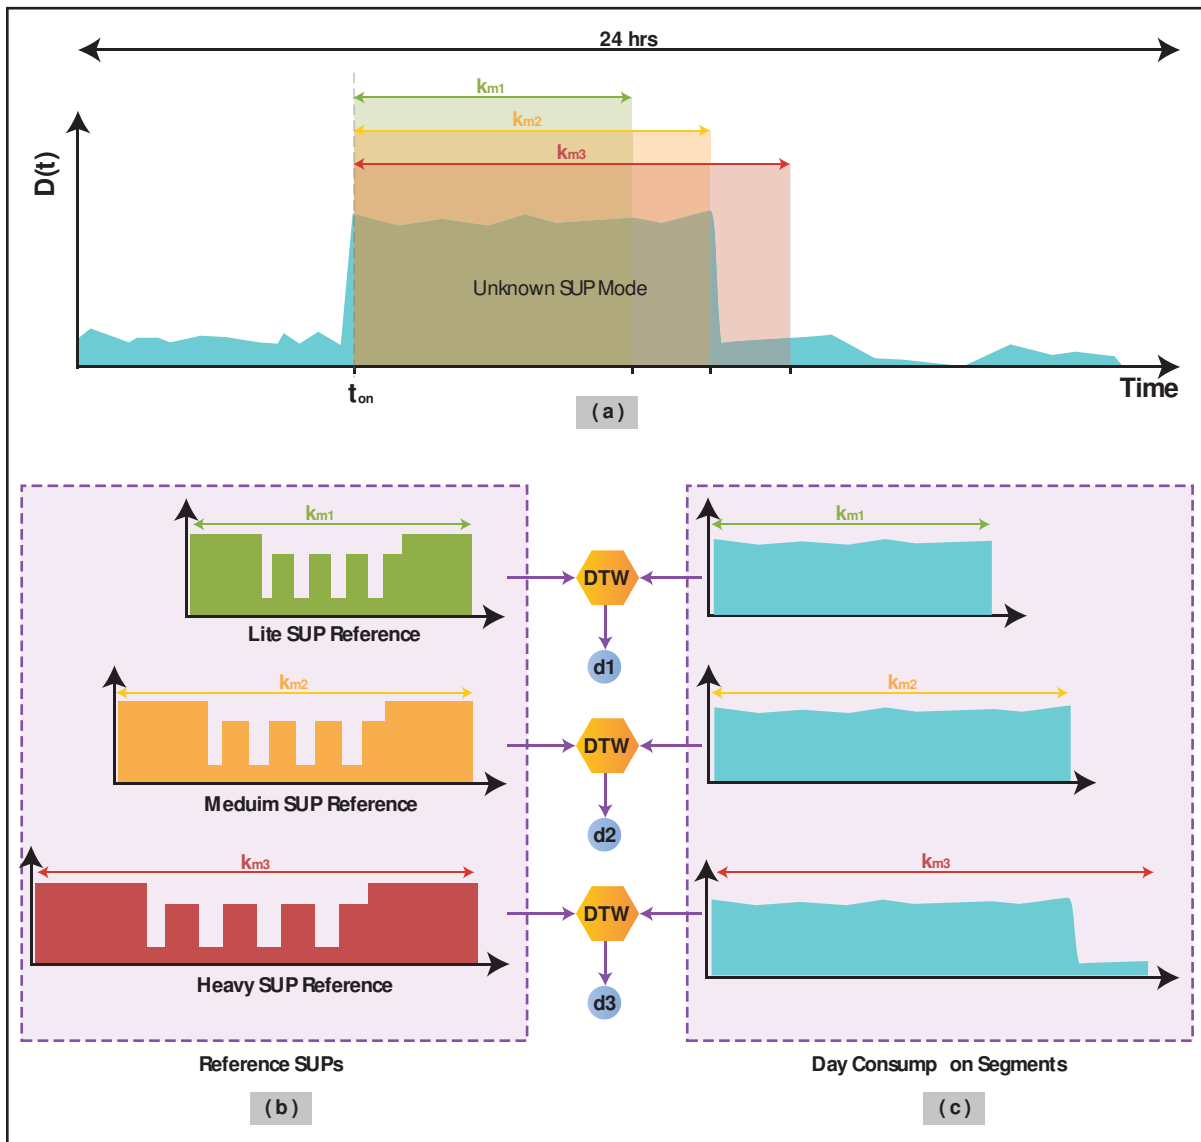 24 hrs
km1
km2
km3
D(t)
Unknown SUP Mode
ton
Time
(a)
km1
Lite SUP Reference
km2
Meduim SUP Reference
km3
Heavy SUP Reference
DTW
d1
DTW
d2
DTW
d3
km1
km2
km3
Reference SUPs
Day Consump on Segments
(b)
(c)